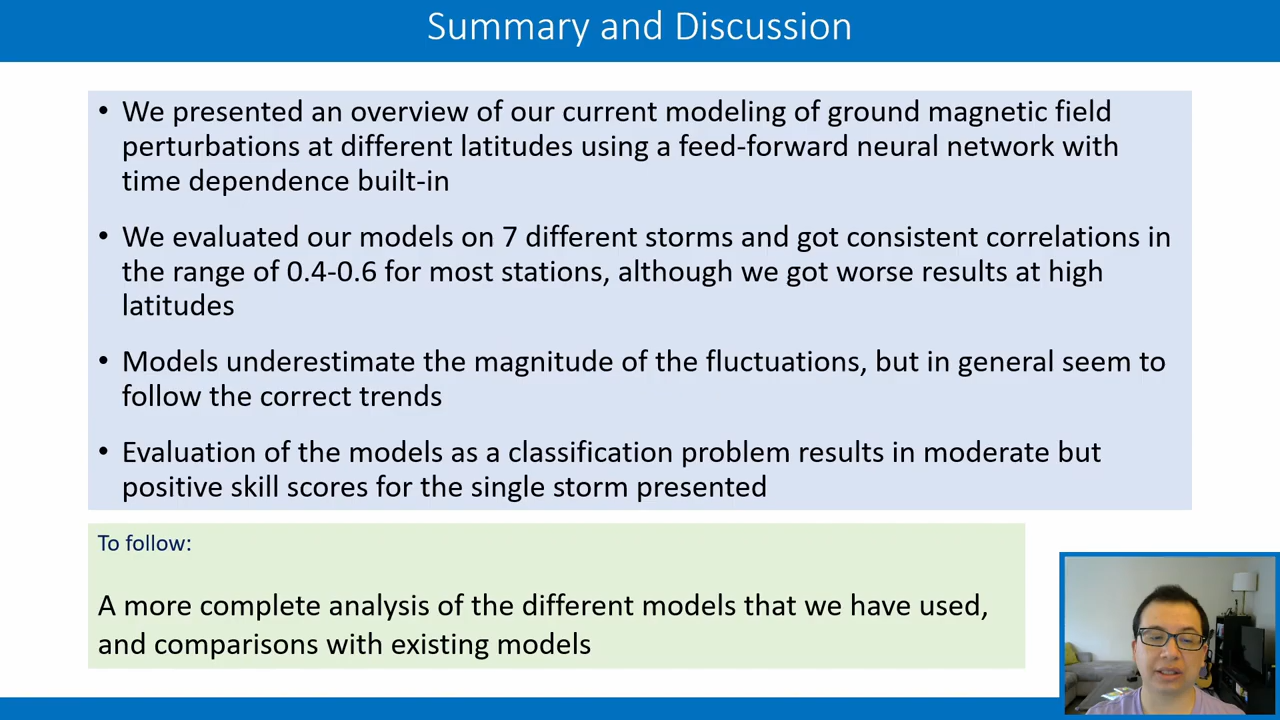 Summary and Discussion
• We presented an overview of our current modeling of ground magnetic field
perturbations at different latitudes using a feed-forward neural network with
time dependence built-in
• We evaluated our models on 7 different storms and got consistent correlations in
the range of 0.4-0.6 for most stations, although we got worse results at high
latitudes
• Models underestimate the magnitude of the fluctuations, but in general seem to
follow the correct trends
• Evaluation of the models as a classification problem results in moderate but
positive skill scores for the single storm presented
To follow:
A more complete analysis of the different models that we have used,
and comparisons with existing models